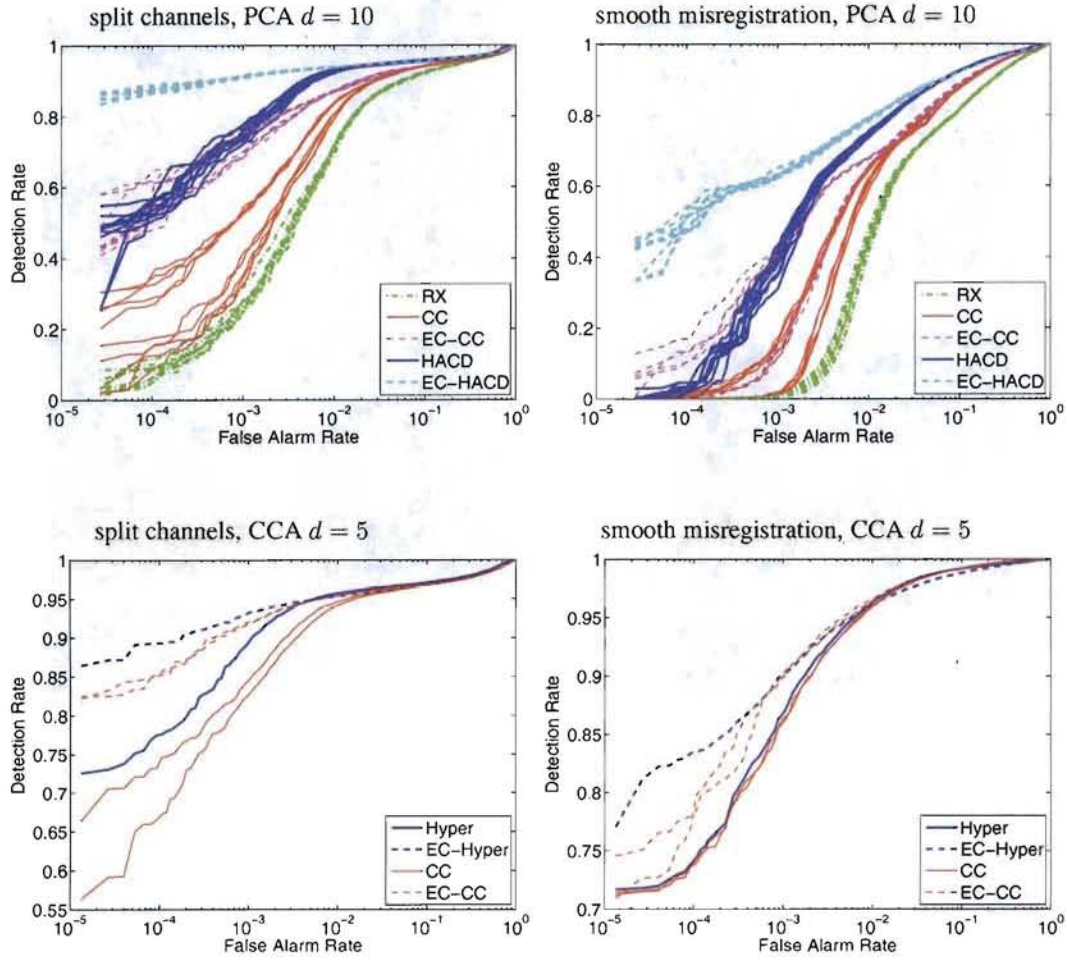 split channels, PCA d = 10
1
0.8
0.6
0.4
0.2
0
Detection Rate
10⁻⁵ 10⁻⁴ 10⁻³ 10⁻² 10⁻¹ 10⁰
False Alarm Rate
RX
CC
EC−CC
HACD
EC−HACD
smooth misregistration, PCA d = 10
1
0.8
0.6
0.4
0.2
0
Detection Rate
10⁻⁵ 10⁻⁴ 10⁻³ 10⁻² 10⁻¹ 10⁰
False Alarm Rate
RX
CC
EC−CC
HACD
EC−HACD
split channels, CCA d = 5
1
0.95
0.9
0.85
0.8
0.75
0.7
0.65
0.6
0.55
Detection Rate
10⁻⁵ 10⁻⁴ 10⁻³ 10⁻² 10⁻¹ 10⁰
False Alarm Rate
Hyper
EC−Hyper
CC
EC−CC
smooth misregistration, CCA d = 5
1
0.95
0.9
0.85
0.8
0.75
0.7
Detection Rate
10⁻⁵ 10⁻⁴ 10⁻³ 10⁻² 10⁻¹ 10⁰
False Alarm Rate
Hyper
EC−Hyper
CC
EC−CC